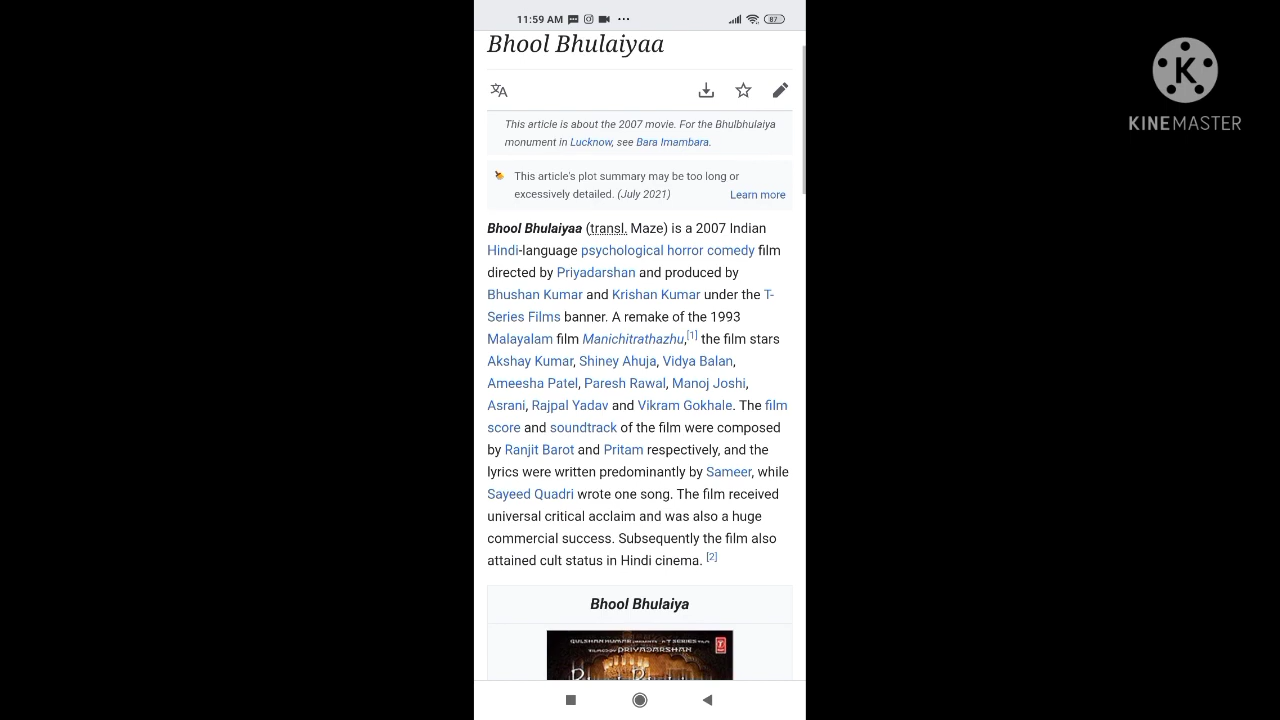 11:59 AM
87
Bhool Bhulaiyaa
This article is about the 2007 movie. For the Bhulbhulaiya
monument in Lucknow, see Bara Imambara.
This article's plot summary may be too long or
excessively detailed. (July 2021)
Learn more
Bhool Bhulaiyaa (transl. Maze) is a 2007 Indian
Hindi-language psychological horror comedy film
directed by Priyadarshan and produced by
Bhushan Kumar and Krishan Kumar under the T-
Series Films banner. A remake of the 1993
Malayalam film Manichitrathazhu,[1] the film stars
Akshay Kumar, Shiney Ahuja, Vidya Balan,
Ameesha Patel, Paresh Rawal, Manoj Joshi,
Asrani, Rajpal Yadav and Vikram Gokhale. The film
score and soundtrack of the film were composed
by Ranjit Barot and Pritam respectively, and the
lyrics were written predominantly by Sameer, while
Sayeed Quadri wrote one song. The film received
universal critical acclaim and was also a huge
commercial success. Subsequently the film also
attained cult status in Hindi cinema. [2]
Bhool Bhulaiya
GULSHAN KUMAR
PRIYADARSHAN
K
KINEMASTER